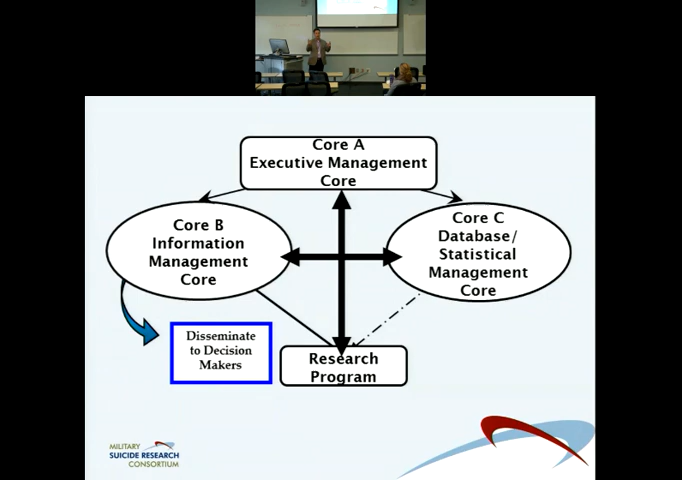 Core A
Executive Management
Core
Core B
Information
Management
Core
Core C
Database/
Statistical
Management
Core
Disseminate
to Decision
Makers
Research
Program
MILITARY
SUICIDE RESEARCH
CONSORTIUM